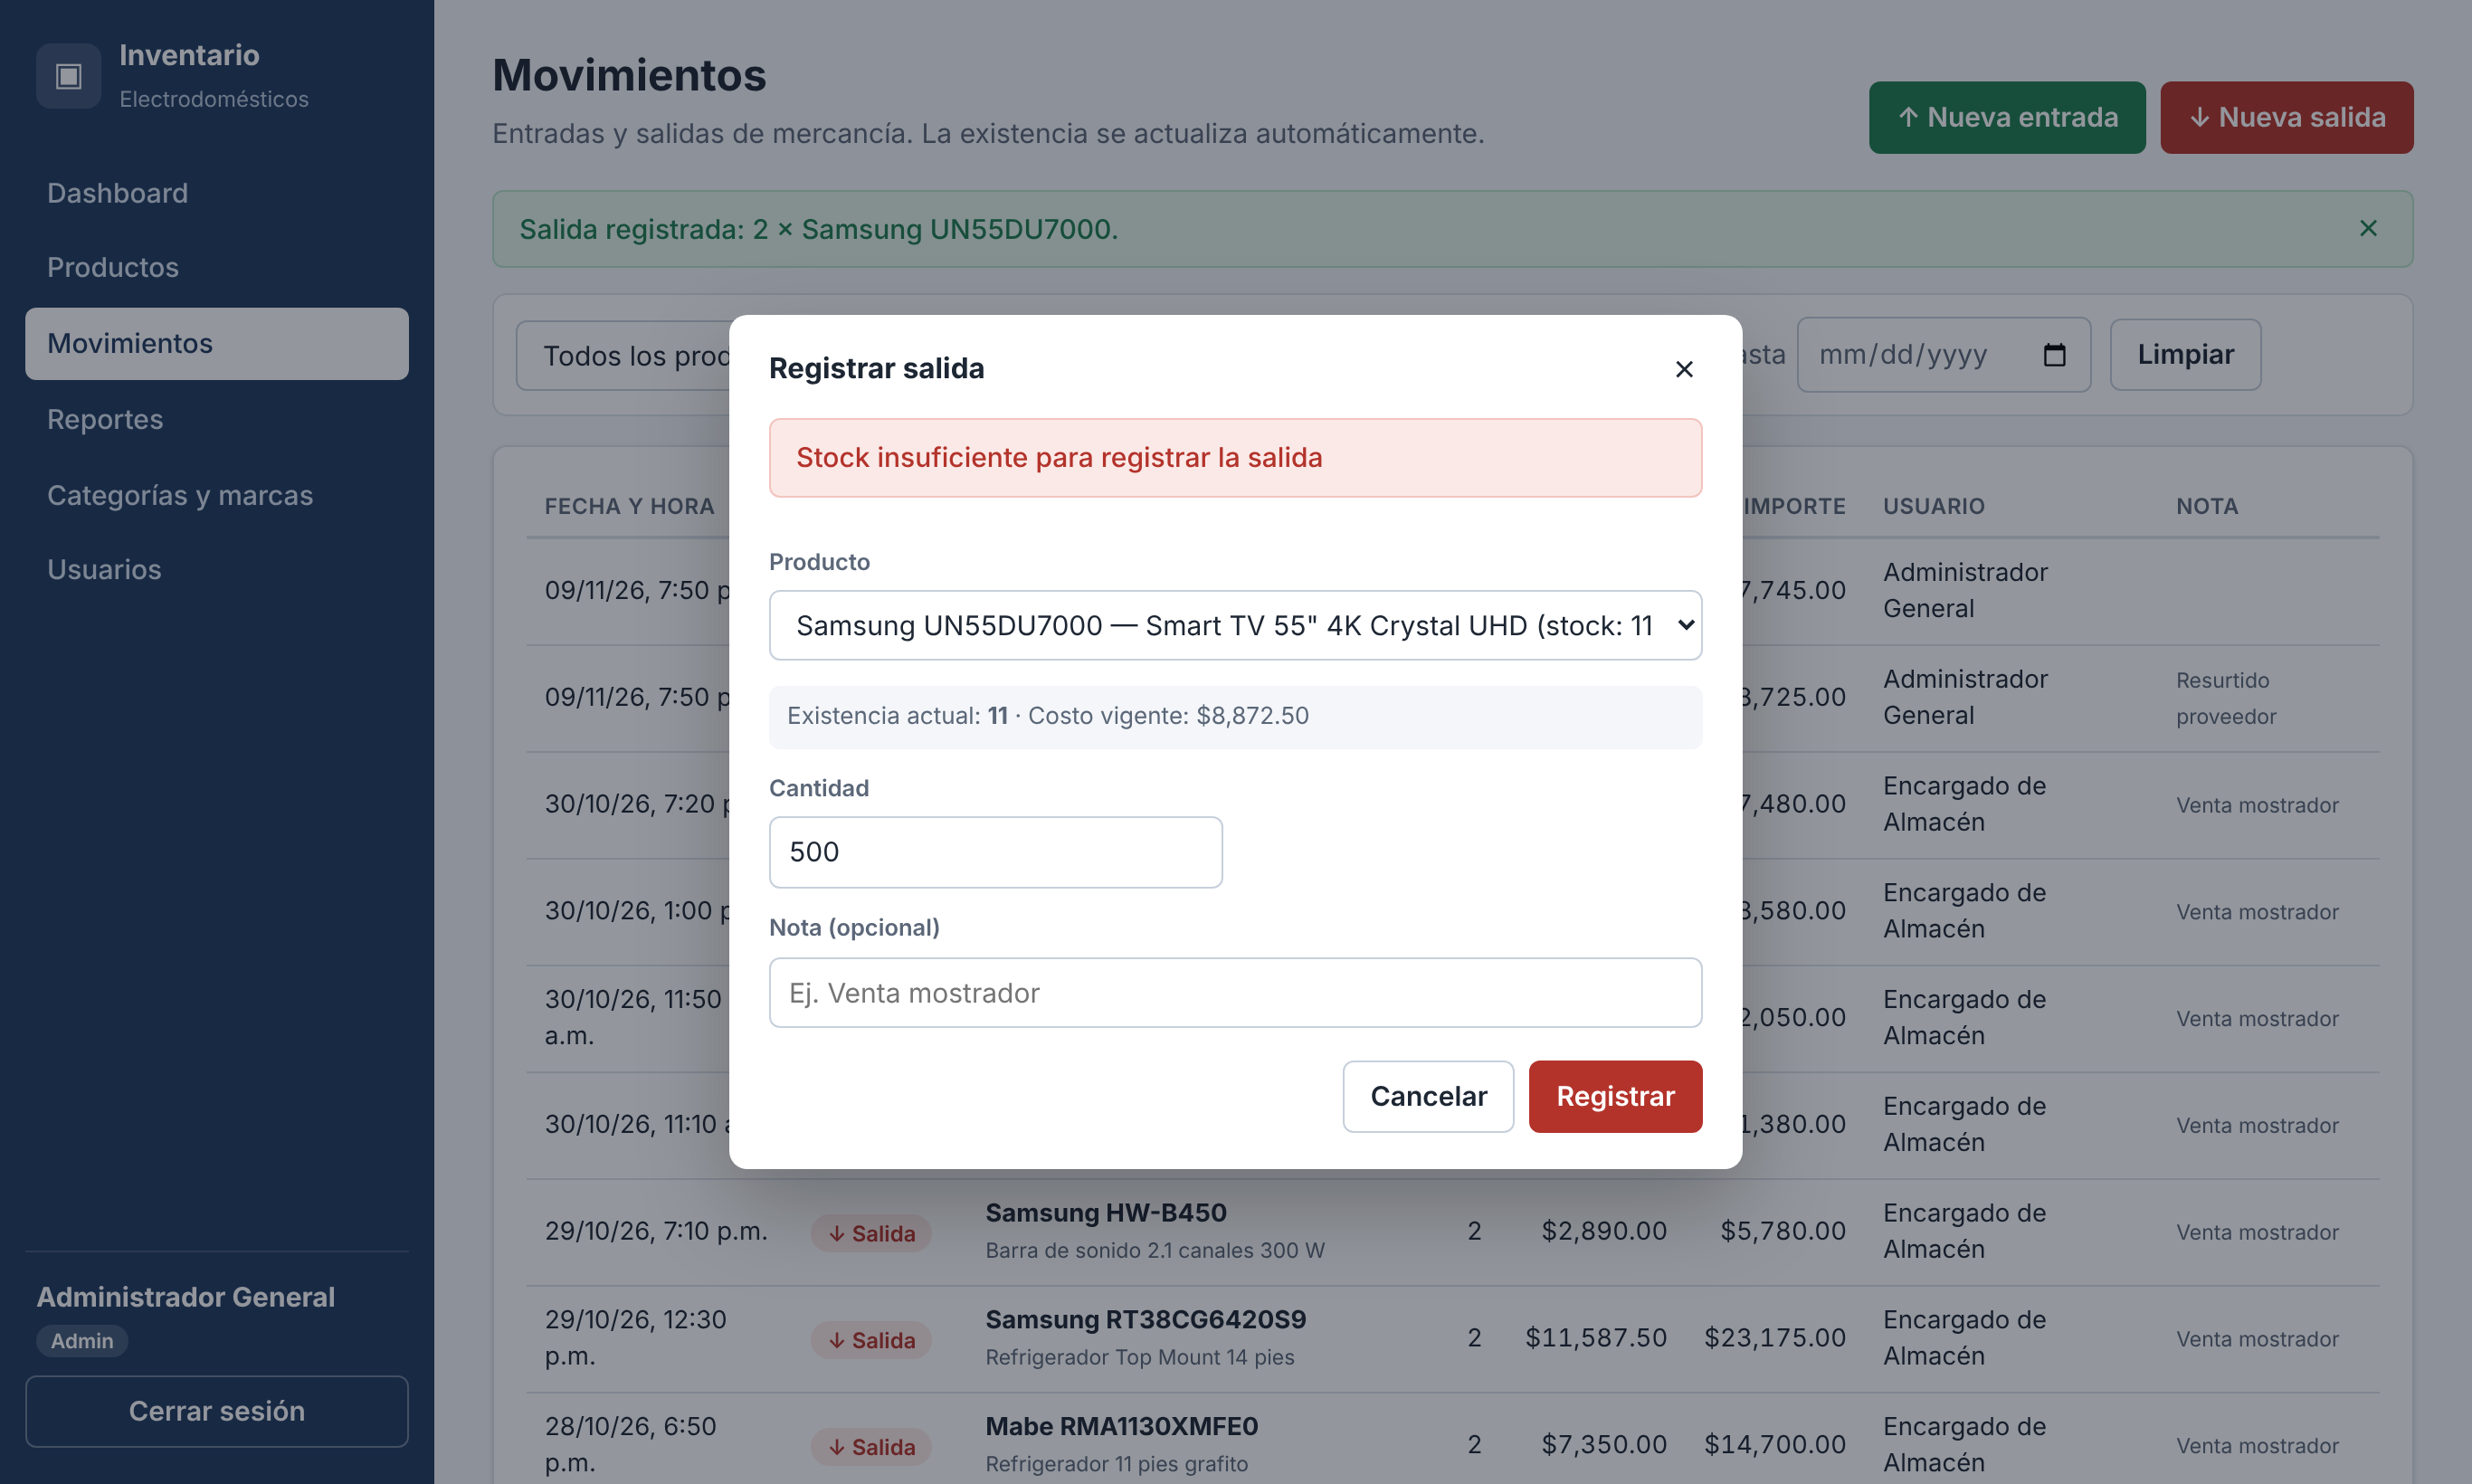 Inventario
Electrodomésticos
Dashboard
Productos
Movimientos
Reportes
Categorías y marcas
Usuarios
Administrador General
Admin
Cerrar sesión
Movimientos
Entradas y salidas de mercancía. La existencia se actualiza automáticamente.
↑ Nueva entrada
↓ Nueva salida
Salida registrada: 2 × Samsung UN55DU7000.
×
Todos los prod
mm/dd/yyyy
Limpiar
Registrar salida
×
Stock insuficiente para registrar la salida
Producto
Samsung UN55DU7000 — Smart TV 55" 4K Crystal UHD (stock: 11
Existencia actual: 11 · Costo vigente: $8,872.50
Cantidad
500
Nota (opcional)
Ej. Venta mostrador
Cancelar
Registrar
FECHA Y HORA IMPORTE USUARIO NOTA
09/11/26, 7:50 p 7,745.00 Administrador
General
09/11/26, 7:50 p 8,725.00 Administrador Resurtido
General proveedor
30/10/26, 7:20 7,480.00 Encargado de Venta mostrador
Almacén
30/10/26, 1:00 p 3,580.00 Encargado de Venta mostrador
Almacén
30/10/26, 11:50 2,050.00 Encargado de Venta mostrador
a.m. Almacén
30/10/26, 11:10 a 1,380.00 Encargado de Venta mostrador
Almacén
29/10/26, 7:10 p.m. ↓ Salida Samsung HW-B450 2 $2,890.00 $5,780.00 Encargado de Venta mostrador
Barra de sonido 2.1 canales 300 W Almacén
29/10/26, 12:30 ↓ Salida Samsung RT38CG6420S9 2 $11,587.50 $23,175.00 Encargado de Venta mostrador
p.m. Refrigerador Top Mount 14 pies Almacén
28/10/26, 6:50 ↓ Salida Mabe RMA1130XMFE0 2 $7,350.00 $14,700.00 Encargado de Venta mostrador
p.m. Refrigerador 11 pies grafito Almacén